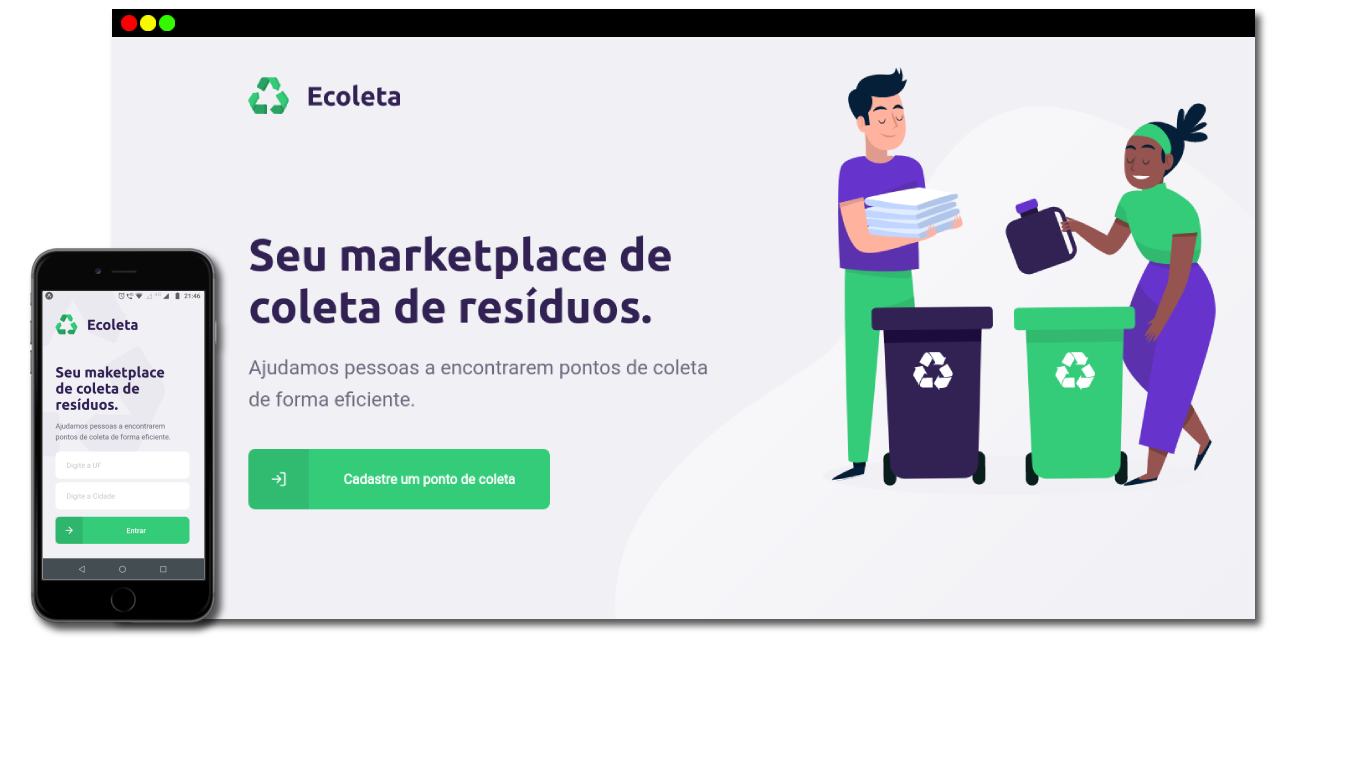 Ecoleta
Seu marketplace de
coleta de resíduos.
Ajudamos pessoas a encontrarem pontos de coleta
de forma eficiente.
Cadastre um ponto de coleta
21:46
Ecoleta
Seu maketplace
de coleta de
resíduos.
Ajudamos pessoas a encontrarem
pontos de coleta de forma eficiente.
Digite a UF
Digite a Cidade
Entrar